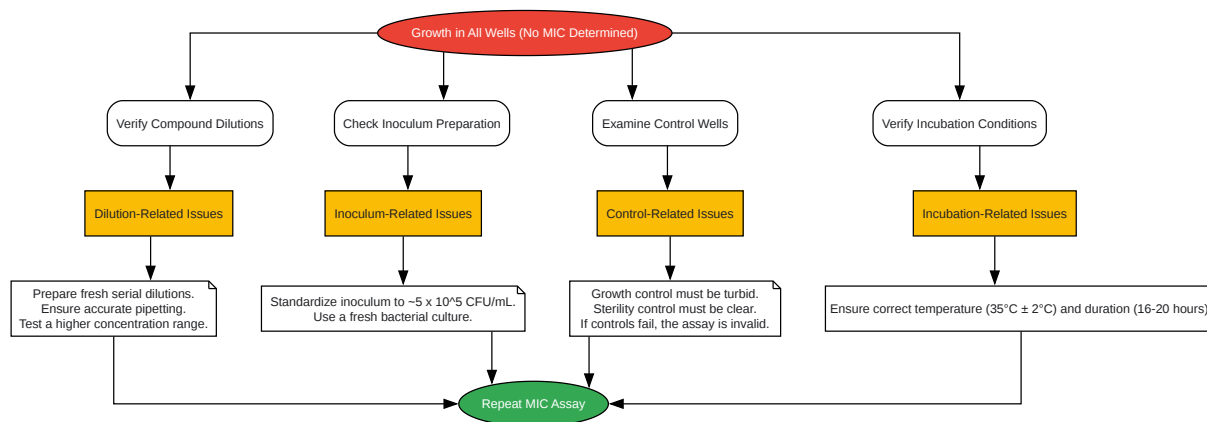 Growth in All Wells (No MIC Determined)
Verify Compound Dilutions
Check Inoculum Preparation
Examine Control Wells
Verify Incubation Conditions
Dilution-Related Issues
Inoculum-Related Issues
Control-Related Issues
Incubation-Related Issues
Prepare fresh serial dilutions.
Ensure accurate pipetting.
Test a higher concentration range.
Standardize inoculum to ~5 x 10^5 CFU/mL.
Use a fresh bacterial culture.
Growth control must be turbid.
Sterility control must be clear.
If controls fail, the assay is invalid.
Ensure correct temperature (35°C ± 2°C) and duration (16-20 hours)
Repeat MIC Assay